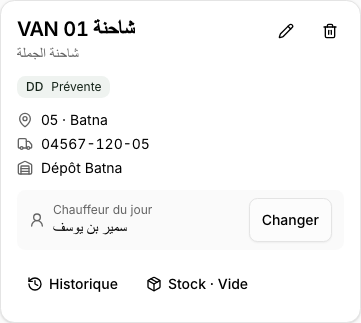 VAN 01 شاحنة
شاحنة الجملة
DD Prévente
05 · Batna
04567-120-05
Dépôt Batna
Chauffeur du jour
سمير بن يوسف
Changer
Historique
Stock · Vide